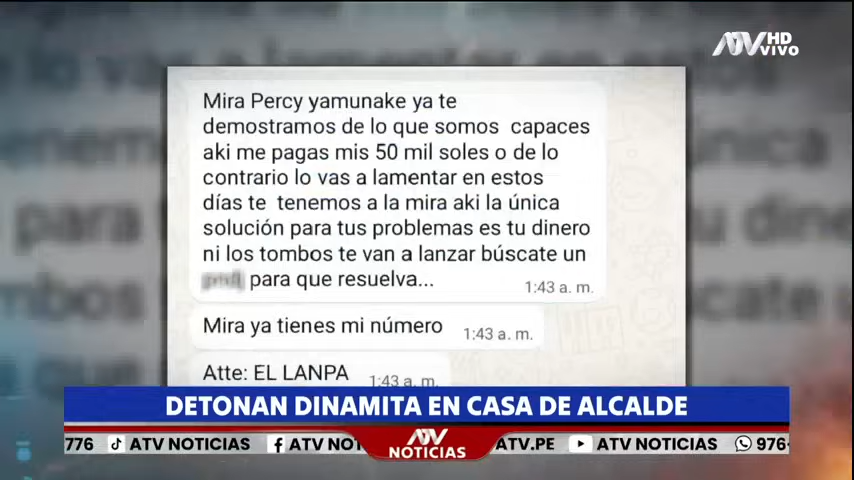 ATV HD
VIVO
Mira Percy yamunake ya te
demostramos de lo que somos capaces
aki me pagas mis 50 mil soles o de lo
contrario lo vas a lamentar en estos
días te tenemos a la mira aki la única
solución para tus problemas es tu dinero
ni los tombos te van a lanzar búscate un
para que resuelva...
1:43 a. m.
Mira ya tienes mi número
1:43 a. m.
Atte: EL LANPA
1:43 a. m.
DETONAN DINAMITA EN CASA DE ALCALDE
776 ATV NOTICIAS ATV NOT ATV.PE ATV NOTICIAS 976-
ATV
NOTICIAS